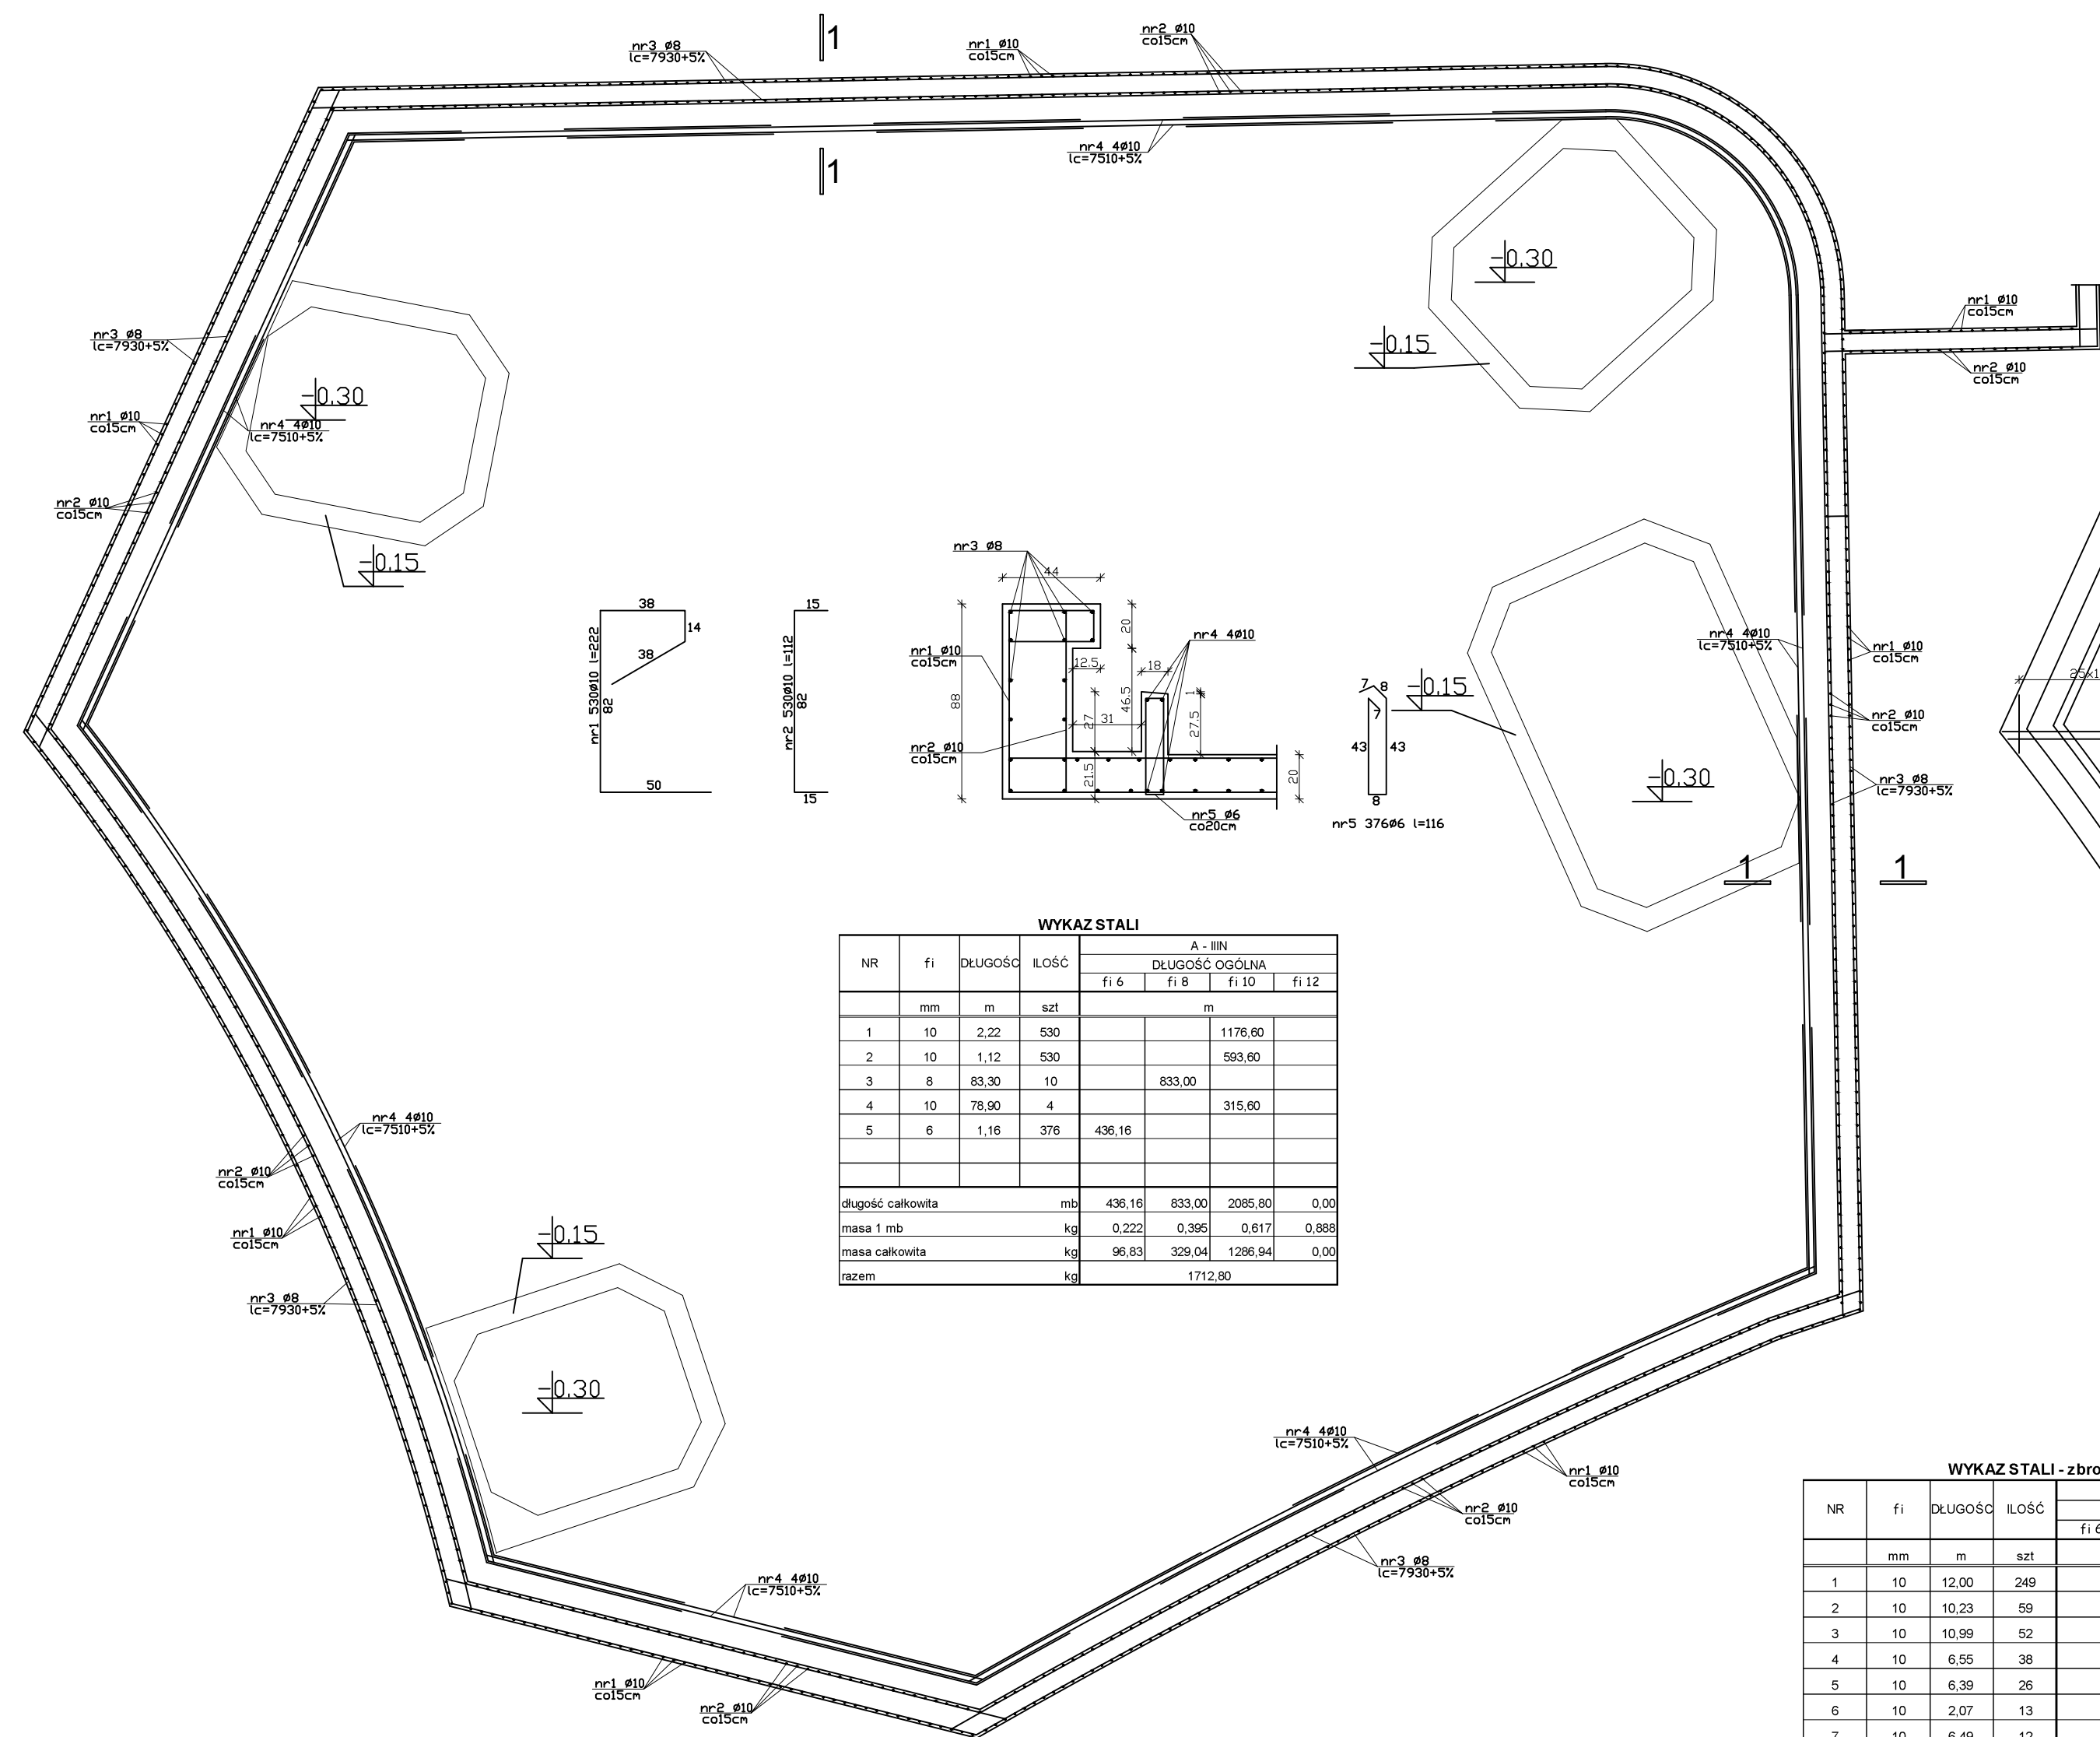 1
nr3 ø8
lc=7930+5%
nr1 ø10
co15cm
nr2 ø10
co15cm
nr4 4ø10
lc=7510+5%
1
-0.30
-0.15
nr1 ø10
co15cm
nr2 ø10
co15cm
nr3 ø8
lc=7930+5%
-0.30
nr1 ø10
co15cm
nr4 4ø10
lc=7510+5%
nr2 ø10
co15cm
-0.15
38
14
38
nr1 530ø10 l=222
82
50
15
nr2 530ø10 l=112
82
15
nr3 ø8
44
20
nr4 4ø10
nr1 ø10
co15cm
12.5
18
88
46.5
1
27
31
27.5
nr2 ø10
co15cm
21.5
20
nr5 ø6
co20cm
7
8
7
43
43
8
nr5 376ø6 l=116
-0.15
-0.30
nr4 4ø10
lc=7510+5%
nr1 ø10
co15cm
nr2 ø10
co15cm
nr3 ø8
lc=7930+5%
25x1
1
1
WYKAZ STALI
A - IIIN
NR fi DŁUGOŚĆ ILOŚĆ DŁUGOŚĆ OGÓLNA
fi 6 fi 8 fi 10 fi 12
mm m szt m
1 10 2,22 530 1176,60
2 10 1,12 530 593,60
3 8 83,30 10 833,00
4 10 78,90 4 315,60
5 6 1,16 376 436,16
długość całkowita mb 436,16 833,00 2085,80 0,00
masa 1 mb kg 0,222 0,395 0,617 0,888
masa całkowita kg 96,83 329,04 1286,94 0,00
razem kg 1712,80
nr4 4ø10
lc=7510+5%
nr2 ø10
co15cm
nr1 ø10
co15cm
nr3 ø8
lc=7930+5%
-0.15
-0.30
nr4 4ø10
lc=7510+5%
nr1 ø10
co15cm
nr2 ø10
co15cm
nr3 ø8
lc=7930+5%
nr4 4ø10
lc=7510+5%
nr1 ø10
co15cm
nr2 ø10
co15cm
WYKAZ STALI - zbro
NR fi DŁUGOŚĆ ILOŚĆ
fi 6
mm m szt
1 10 12,00 249
2 10 10,23 59
3 10 10,99 52
4 10 6,55 38
5 10 6,39 26
6 10 2,07 13
7 10 6,49 12